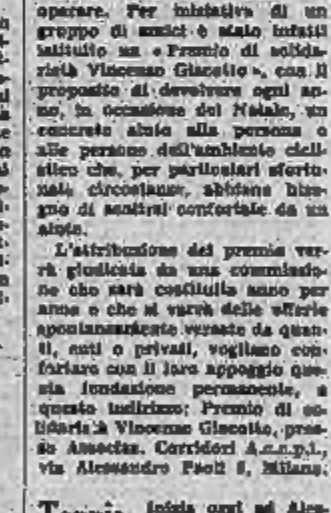 operare. Per iniziativa di un
gruppo di amici è stato infatti
istituito un «Premio di solida-
rietà Vincenzo Giacotto», con il
proposito di devolvere ogni an-
no, in occasione del Natale, un
concreto aiuto alla persona o
alle persone dell'ambiente cicli-
stico che, per particolari sfortu-
nate circostanze, abbiano biso-
gno di sentirsi confortate da un
aiuto.
L'attribuzione del premio ver-
rà giudicata da una commissio-
ne che sarà costituita anno per
anno e che si varrà delle offerte
spontaneamente versate da quan-
ti, enti o privati, vogliano con-
fortare con il loro appoggio que-
sta fondazione permanente, a
questo indirizzo: Premio di so-
lidarietà Vincenzo Giacotto, pres-
so Associaz. Corridori A.c.c.p.i.,
via Alessandro Paoli 8, Milano.
inizia oggi ad